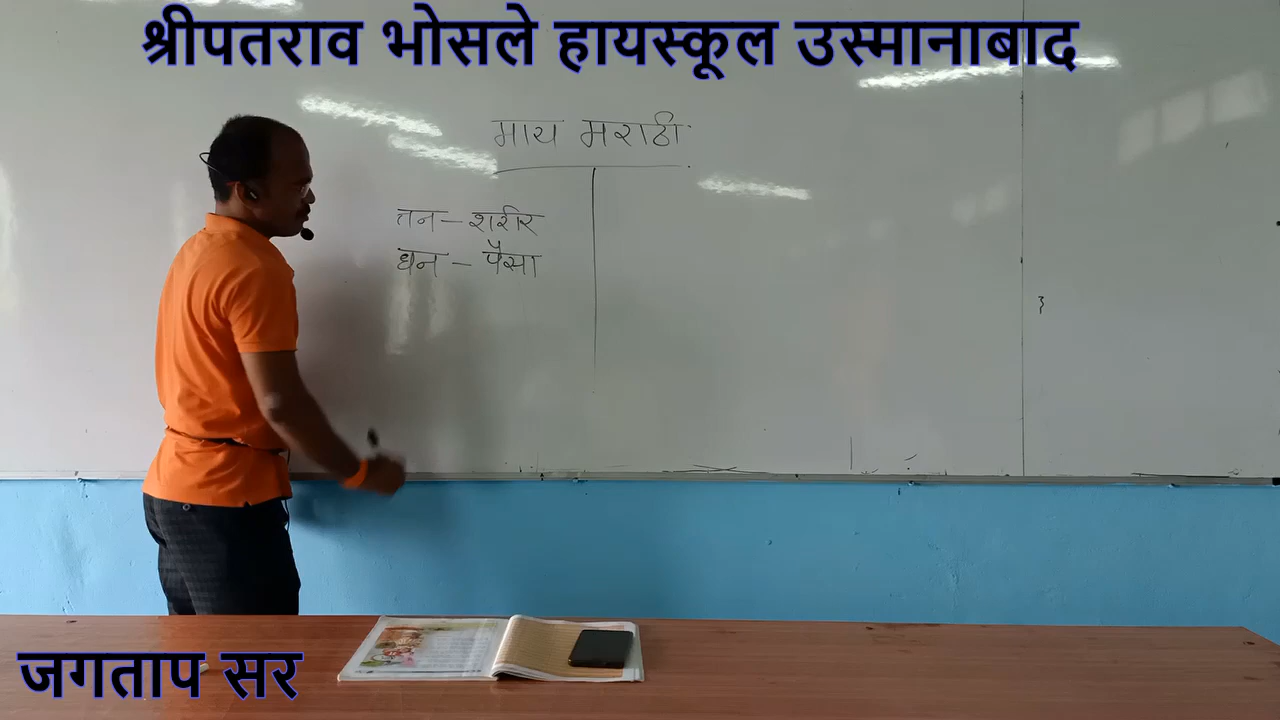 श्रीपतराव भोसले हायस्कूल उस्मानाबाद
माय मराठी
तन – शरीर
धन – पैसा
जगताप सर